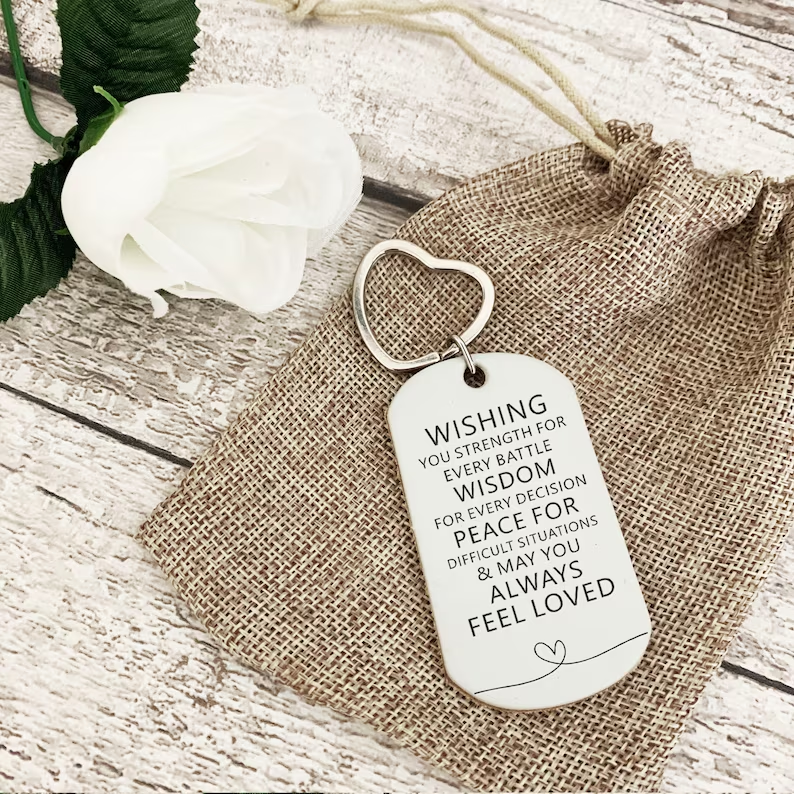 WISHING
YOU STRENGTH FOR
EVERY BATTLE
WISDOM
FOR EVERY DECISION
PEACE FOR
DIFFICULT SITUATIONS
& MAY YOU
ALWAYS
FEEL LOVED